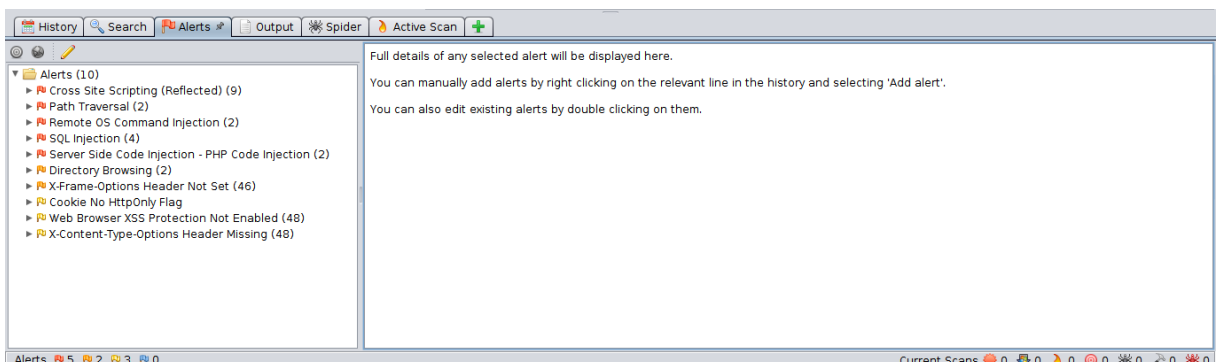 History Search Alerts Output Spider Active Scan
Full details of any selected alert will be displayed here.
You can manually add alerts by right clicking on the relevant line in the history and selecting 'Add alert'.
You can also edit existing alerts by double clicking on them.
Alerts (10)
Cross Site Scripting (Reflected) (9)
Path Traversal (2)
Remote OS Command Injection (2)
SQL Injection (4)
Server Side Code Injection - PHP Code Injection (2)
Directory Browsing (2)
X-Frame-Options Header Not Set (46)
Cookie No HttpOnly Flag
Web Browser XSS Protection Not Enabled (48)
X-Content-Type-Options Header Missing (48)
Alerts 5 2 3 0 Current Scans 0 0 0 0 0 0 0